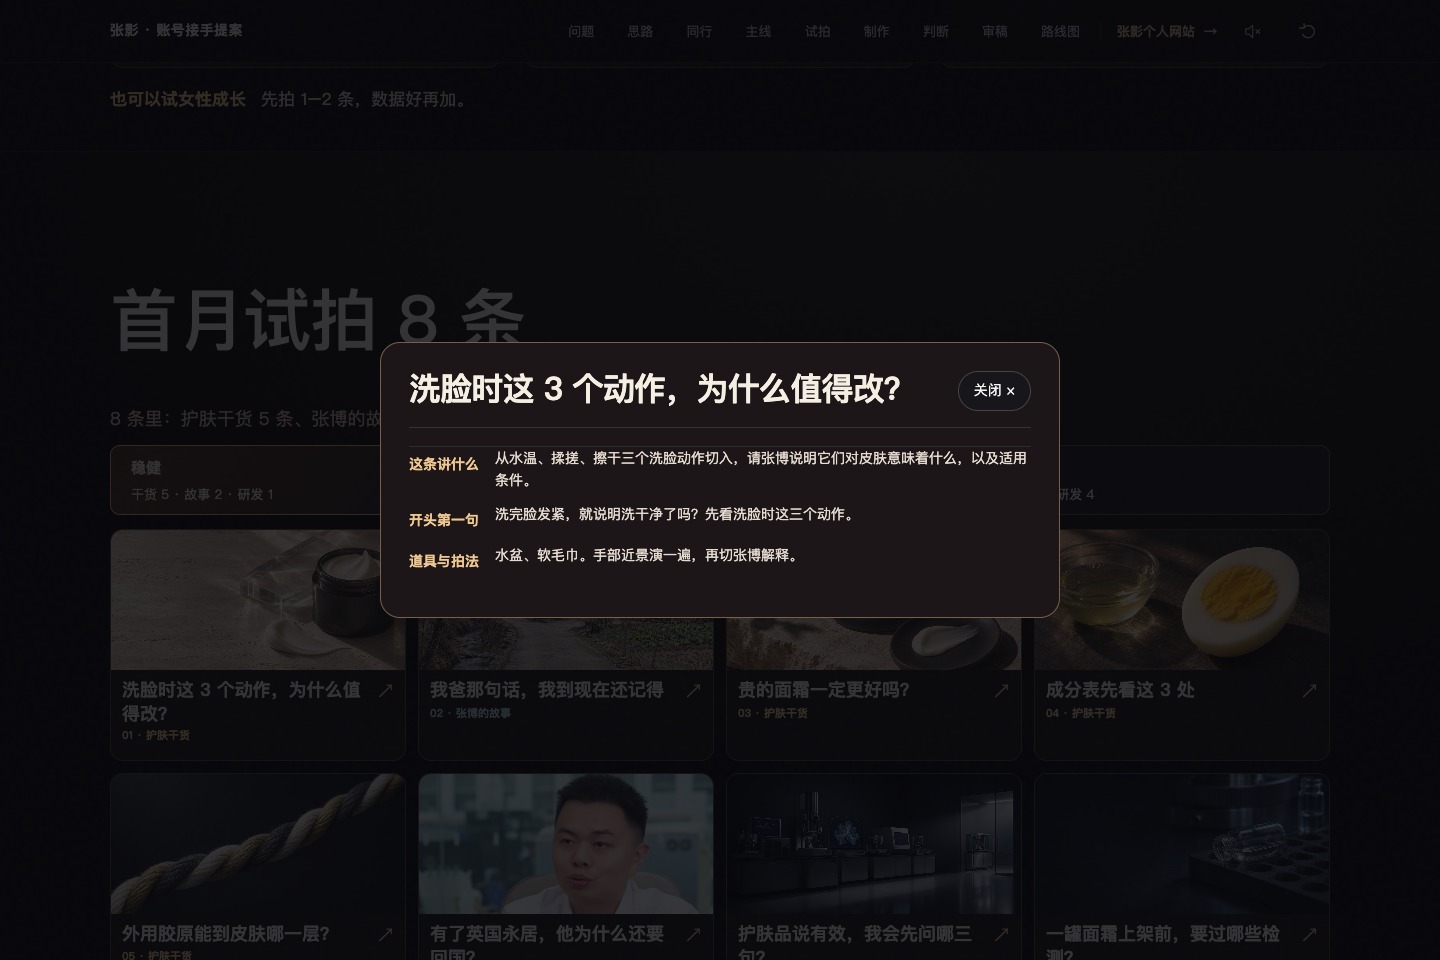 张影 · 账号接手提案
问题 思路 同行 主线 试拍 制作 判断 审稿 路线图 张影个人网站 →
也可以试女性成长 先拍 1—2 条，数据好再加。
首月试拍 8 条
8 条里：护肤干货 5 条、张博的故
稳健
干货 5 · 故事 2 · 研发 1
研发 4
洗脸时这 3 个动作，为什么值得改？
关闭 ×
这条讲什么 从水温、揉搓、擦干三个洗脸动作切入，请张博说明它们对皮肤意味着什么，以及适用
条件。
开头第一句 洗完脸发紧，就说明洗干净了吗？先看洗脸时这三个动作。
道具与拍法 水盆、软毛巾。手部近景演一遍，再切张博解释。
洗脸时这 3 个动作，为什么值
得改？
01 · 护肤干货
我爸那句话，我到现在还记得
02 · 张博的故事
贵的面霜一定更好吗？
03 · 护肤干货
成分表先看这 3 处
04 · 护肤干货
外用胶原能到皮肤哪一层？
05 · 护肤干货
有了英国永居，他为什么还要
回国？
护肤品说有效，我会先问哪三
句？
一罐面霜上架前，要过哪些检
测？